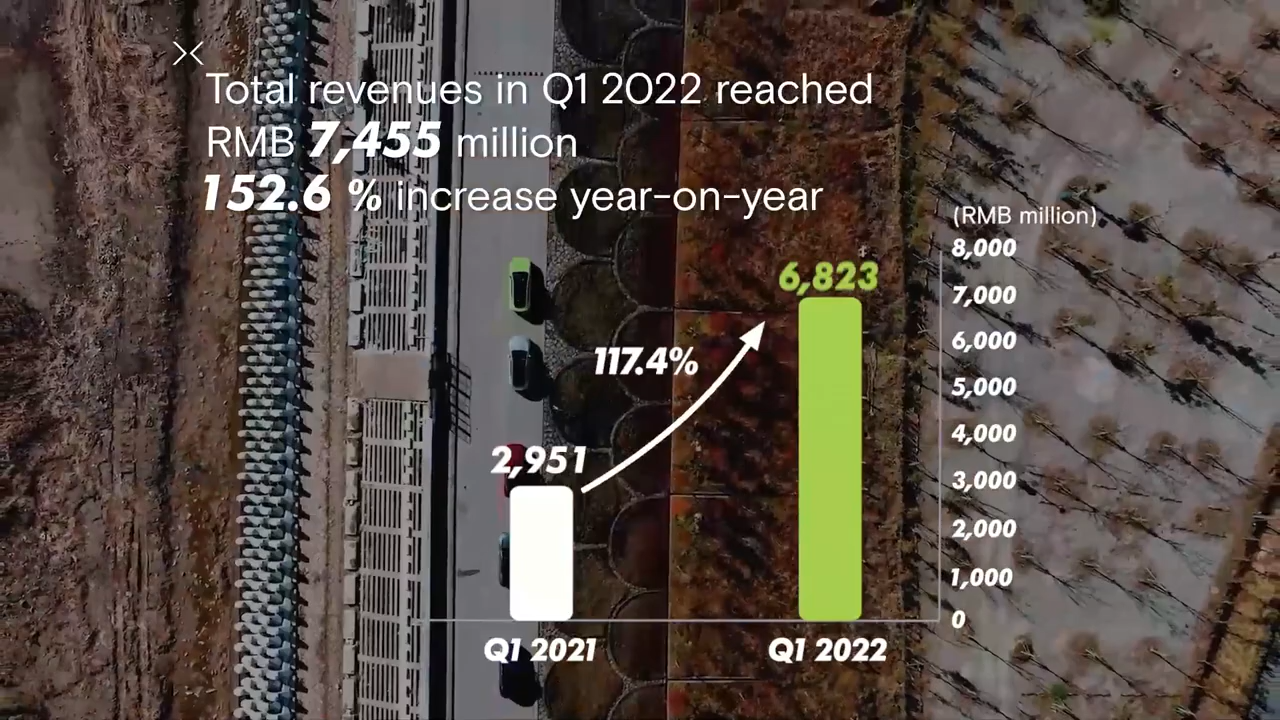 Total revenues in Q1 2022 reached
RMB 7,455 million
152.6 % increase year-on-year
(RMB million)
8,000
7,000
6,000
5,000
4,000
3,000
2,000
1,000
0
6,823
117.4%
2,951
Q1 2021
Q1 2022